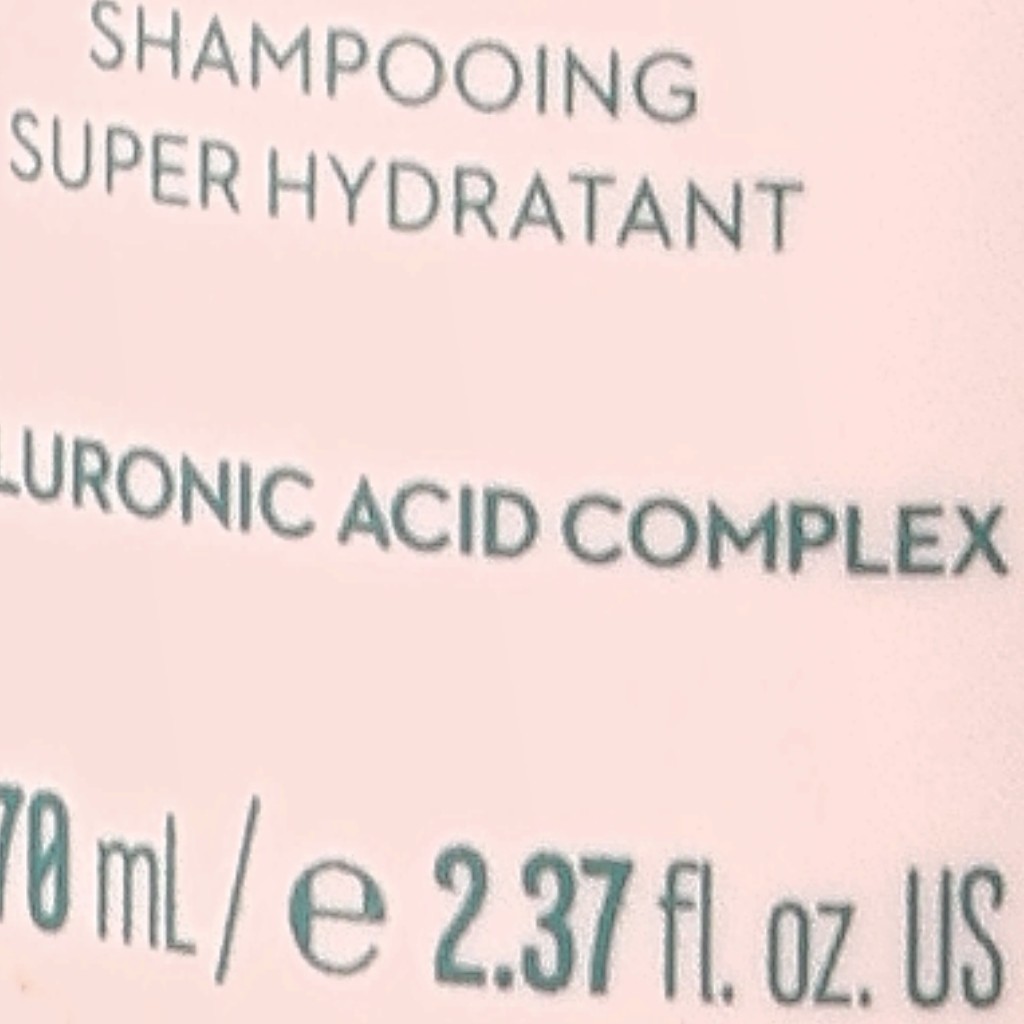 SHAMPOOING
SUPER HYDRATANT
LURONIC ACID COMPLEX
70 mL / e 2.37 fl. oz. US